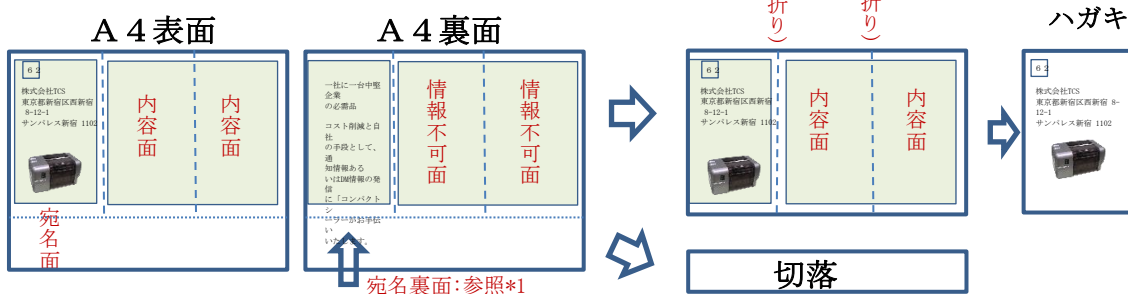 Ａ４表面
62
株式会社TCS
東京都新宿区西新宿
8-12-1
サンパレス新宿 1102
内容面
内容面
宛名面
Ａ４裏面
一社に一台中堅
企業
の必需品
コスト削減と自
社
の手段として、
通
知情報ある
いはDM情報の発
信
に「コンパクト
シ
ーラーがお手伝
い
いたします。
情報不可面
情報不可面
宛名裏面:参照*1
折り)
折り)
62
株式会社TCS
東京都新宿区西新宿
8-12-1
サンパレス新宿 1102
内容面
内容面
切落
ハガキ
62
株式会社TCS
東京都新宿区西新宿 8-
12-1
サンパレス新宿 1102